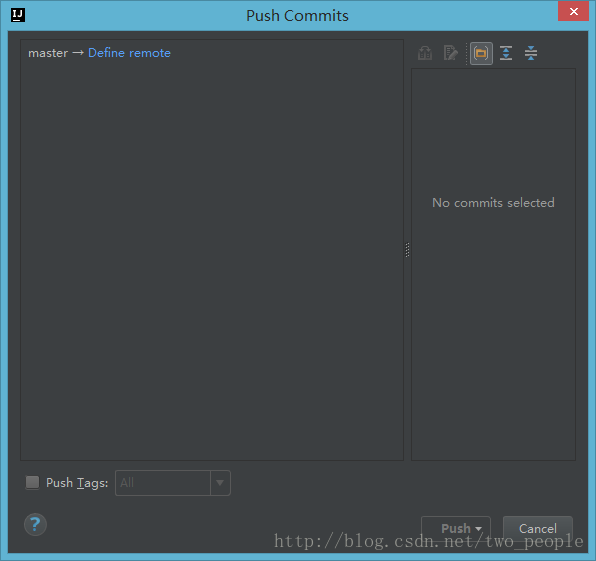 IJ
Push Commits
master → Define remote
No commits selected
Push Tags:
All
?
Push
Cancel
http://blog.csdn.net/two_people